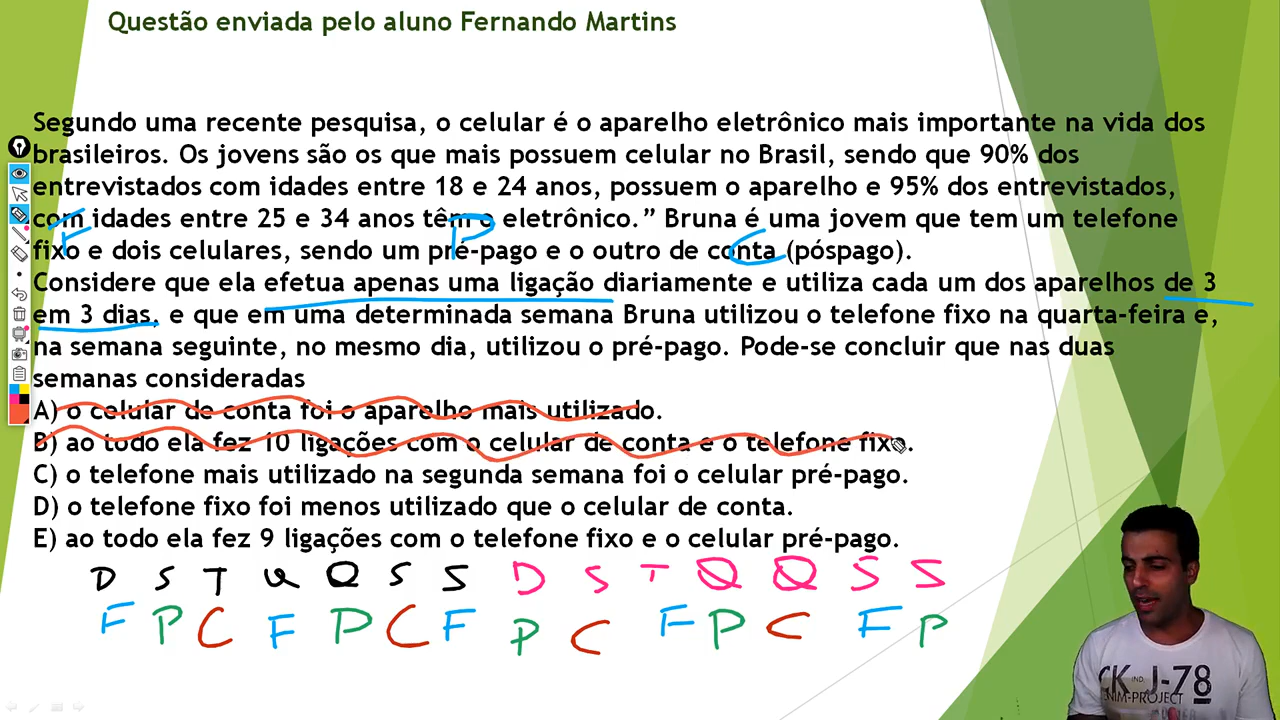 Questão enviada pelo aluno Fernando Martins
Segundo uma recente pesquisa, o celular é o aparelho eletrônico mais importante na vida dos
brasileiros. Os jovens são os que mais possuem celular no Brasil, sendo que 90% dos
entrevistados com idades entre 18 e 24 anos, possuem o aparelho e 95% dos entrevistados,
com idades entre 25 e 34 anos têm o eletrônico.” Bruna é uma jovem que tem um telefone
F P C
fixo e dois celulares, sendo um pré-pago e o outro de conta (póspago).
Considere que ela efetua apenas uma ligação diariamente e utiliza cada um dos aparelhos de 3
em 3 dias, e que em uma determinada semana Bruna utilizou o telefone fixo na quarta-feira e,
na semana seguinte, no mesmo dia, utilizou o pré-pago. Pode-se concluir que nas duas
semanas consideradas
A) o celular de conta foi o aparelho mais utilizado.
B) ao todo ela fez 10 ligações com o celular de conta e o telefone fixo.
C) o telefone mais utilizado na segunda semana foi o celular pré-pago.
D) o telefone fixo foi menos utilizado que o celular de conta.
E) ao todo ela fez 9 ligações com o telefone fixo e o celular pré-pago.
D S T Q Q S S D S T Q Q S S
F P C F P C F P C F P C F P
CK J-78